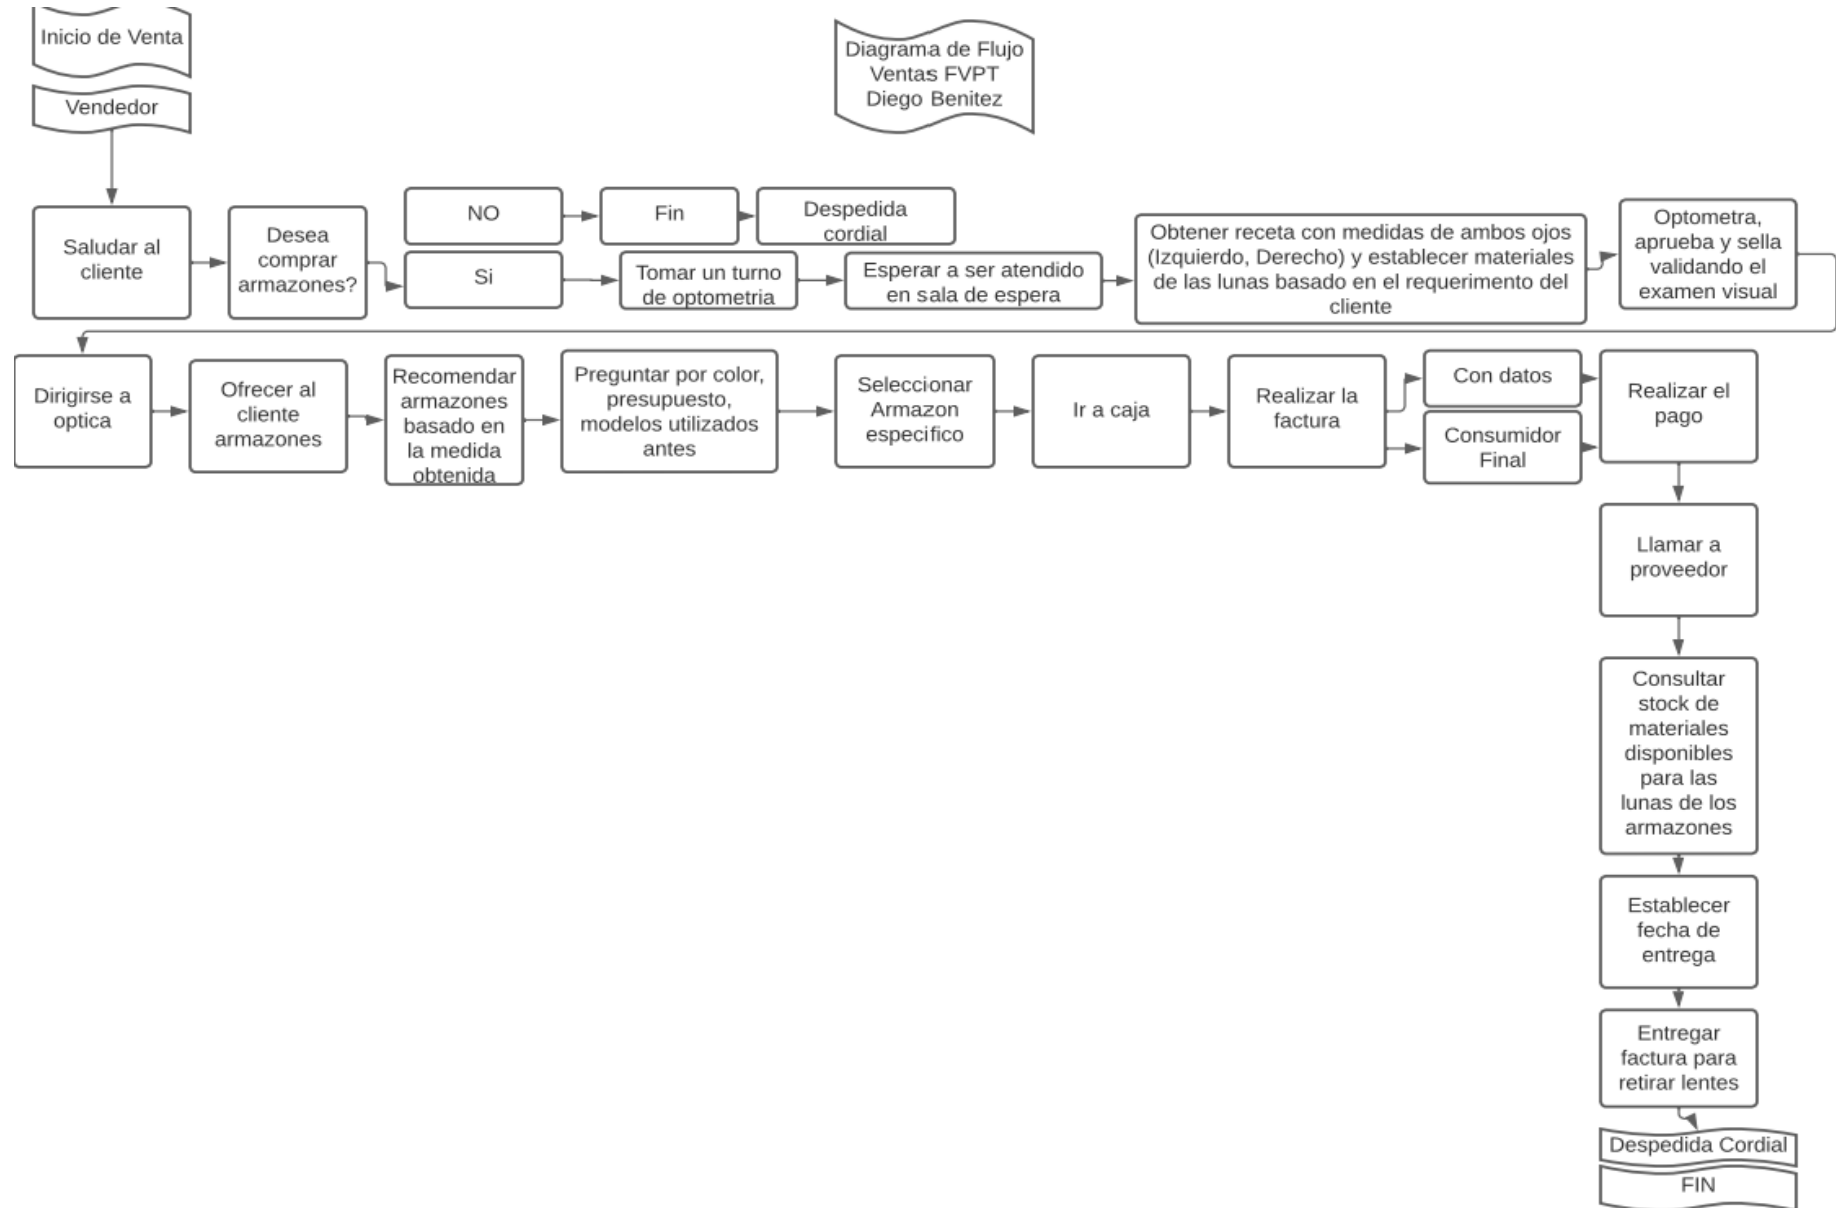 Inicio de Venta
Vendedor
Diagrama de Flujo
Ventas FVPT
Diego Benitez
Saludar al
cliente
Desea
comprar
armazones?
NO
Fin
Despedida
cordial
Si
Tomar un turno
de optometria
Esperar a ser atendido
en sala de espera
Obtener receta con medidas de ambos ojos
(Izquierdo, Derecho) y establecer materiales
de las lunas basado en el requerimento del
cliente
Optometra,
aprueba y sella
validando el
examen visual
Dirigirse a
optica
Ofrecer al
cliente
armazones
Recomendar
armazones
basado en
la medida
obtenida
Preguntar por color,
presupuesto,
modelos utilizados
antes
Seleccionar
Armazon
especifico
Ir a caja
Realizar la
factura
Con datos
Consumidor
Final
Realizar el
pago
Llamar a
proveedor
Consultar
stock de
materiales
disponibles
para las
lunas de los
armazones
Establecer
fecha de
entrega
Entregar
factura para
retirar lentes
Despedida Cordial
FIN